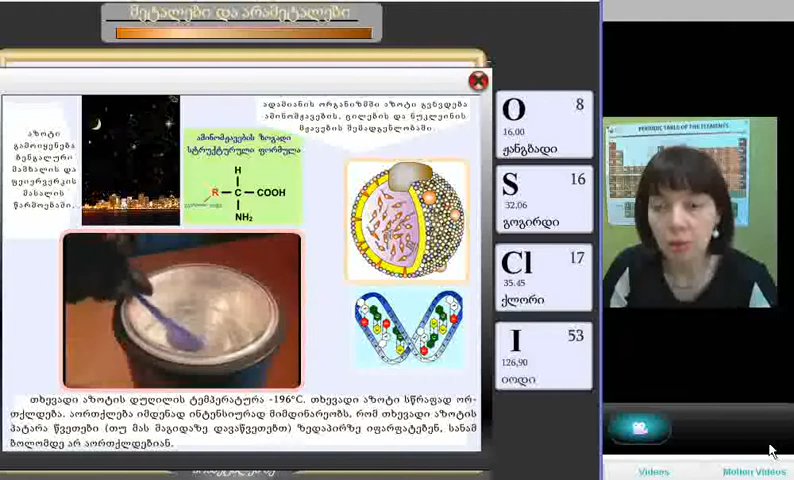 მეტალები და არამეტალები
აზოტი
გამოიყენება
ბენგალური
მაშხალის და
ფეიერვერკის
მასალის
წარმოებაში.
ამინომჟავების ზოგადი
სტრუქტურული ფორმულა
H
R C COOH
NH₂
ადამიანის ორგანიზმში აზოტი გვხვდება
ამინომჟავების, ცილების და ნუკლეინის
მჟავების შემადგენლობაში.
თხევადი აზოტის დუღილის ტემპერატურა -196°C. თხევადი აზოტი სწრაფად ორ-
თქლდება. აორთქლება იმდენად ინტენსიურად მიმდინარეობს, რომ თხევადი აზოტის
პატარა წვეთები (თუ მას მაგიდაზე დავაწვეთებთ) ზედაპირზე იფარფატებენ, სანამ
ბოლომდე არ აორთქლდებიან.
O 8
16,00
ჟანგბადი
S 16
32,06
გოგირდი
Cl 17
35,45
ქლორი
I 53
126,90
იოდი
PERIODIC TABLE OF THE ELEMENTS
Videos
Motion Videos